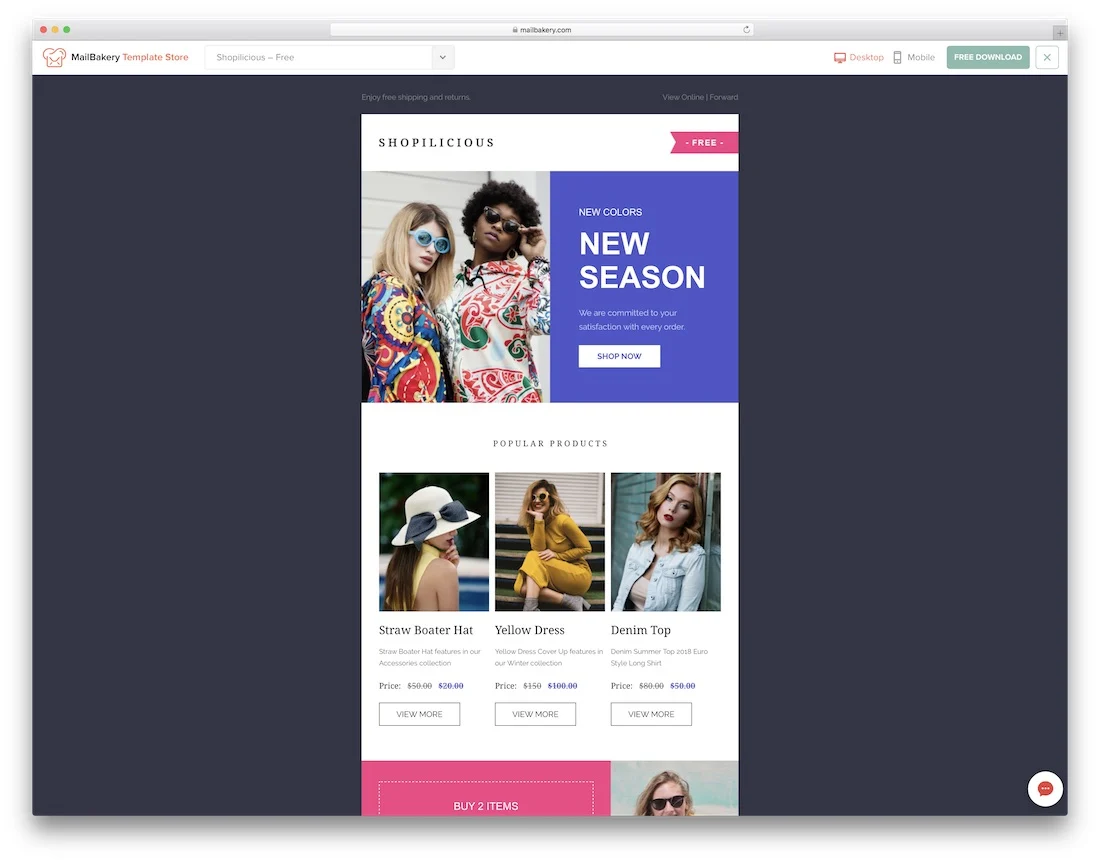 mailbakery.com
MailBakery Template Store
Shopilicious – Free
Desktop
Mobile
FREE DOWNLOAD
Enjoy free shipping and returns.
View Online | Forward
SHOPILICIOUS
- FREE -
NEW COLORS
NEW
SEASON
We are committed to your
satisfaction with every order.
SHOP NOW
POPULAR PRODUCTS
Straw Boater Hat
Straw Boater Hat features in our
Accessories collection
Price: $50.00 $20.00
VIEW MORE
Yellow Dress
Yellow Dress Cover Up features in
our Winter collection
Price: $150 $100.00
VIEW MORE
Denim Top
Denim Summer Top 2018 Euro
Style Long Shirt
Price: $80.00 $50.00
VIEW MORE
BUY 2 ITEMS